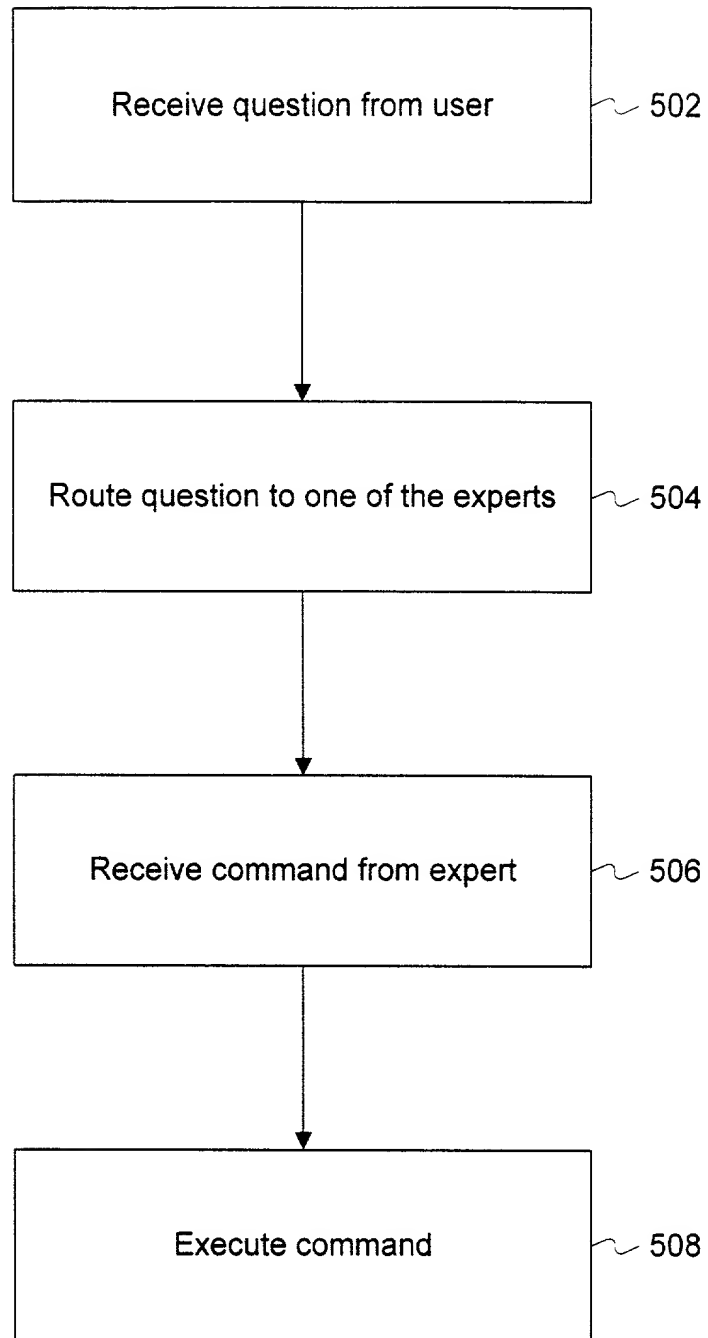 Receive question from user 502
Route question to one of the experts 504
Receive command from expert 506
Execute command 508